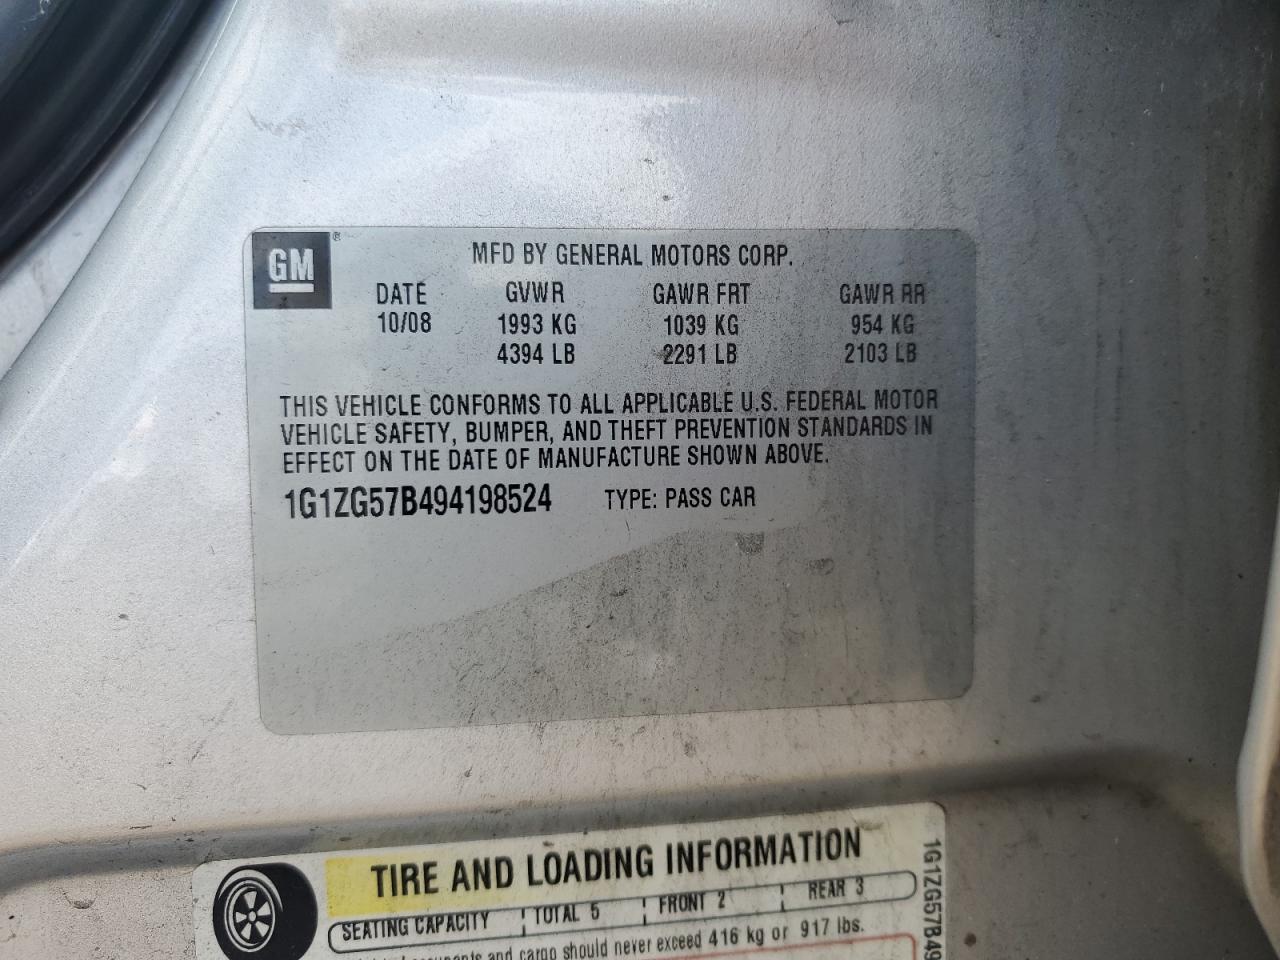 GM®
MFD BY GENERAL MOTORS CORP.
DATE GVWR GAWR FRT GAWR RR
10/08 1993 KG 1039 KG 954 KG
4394 LB 2291 LB 2103 LB
THIS VEHICLE CONFORMS TO ALL APPLICABLE U.S. FEDERAL MOTOR
VEHICLE SAFETY, BUMPER, AND THEFT PREVENTION STANDARDS IN
EFFECT ON THE DATE OF MANUFACTURE SHOWN ABOVE.
1G1ZG57B494198524 TYPE: PASS CAR
TIRE AND LOADING INFORMATION
SEATING CAPACITY TOTAL 5 FRONT 2 REAR 3
and cargo should never exceed 416 kg or 917 lbs.
1G1ZG57B49